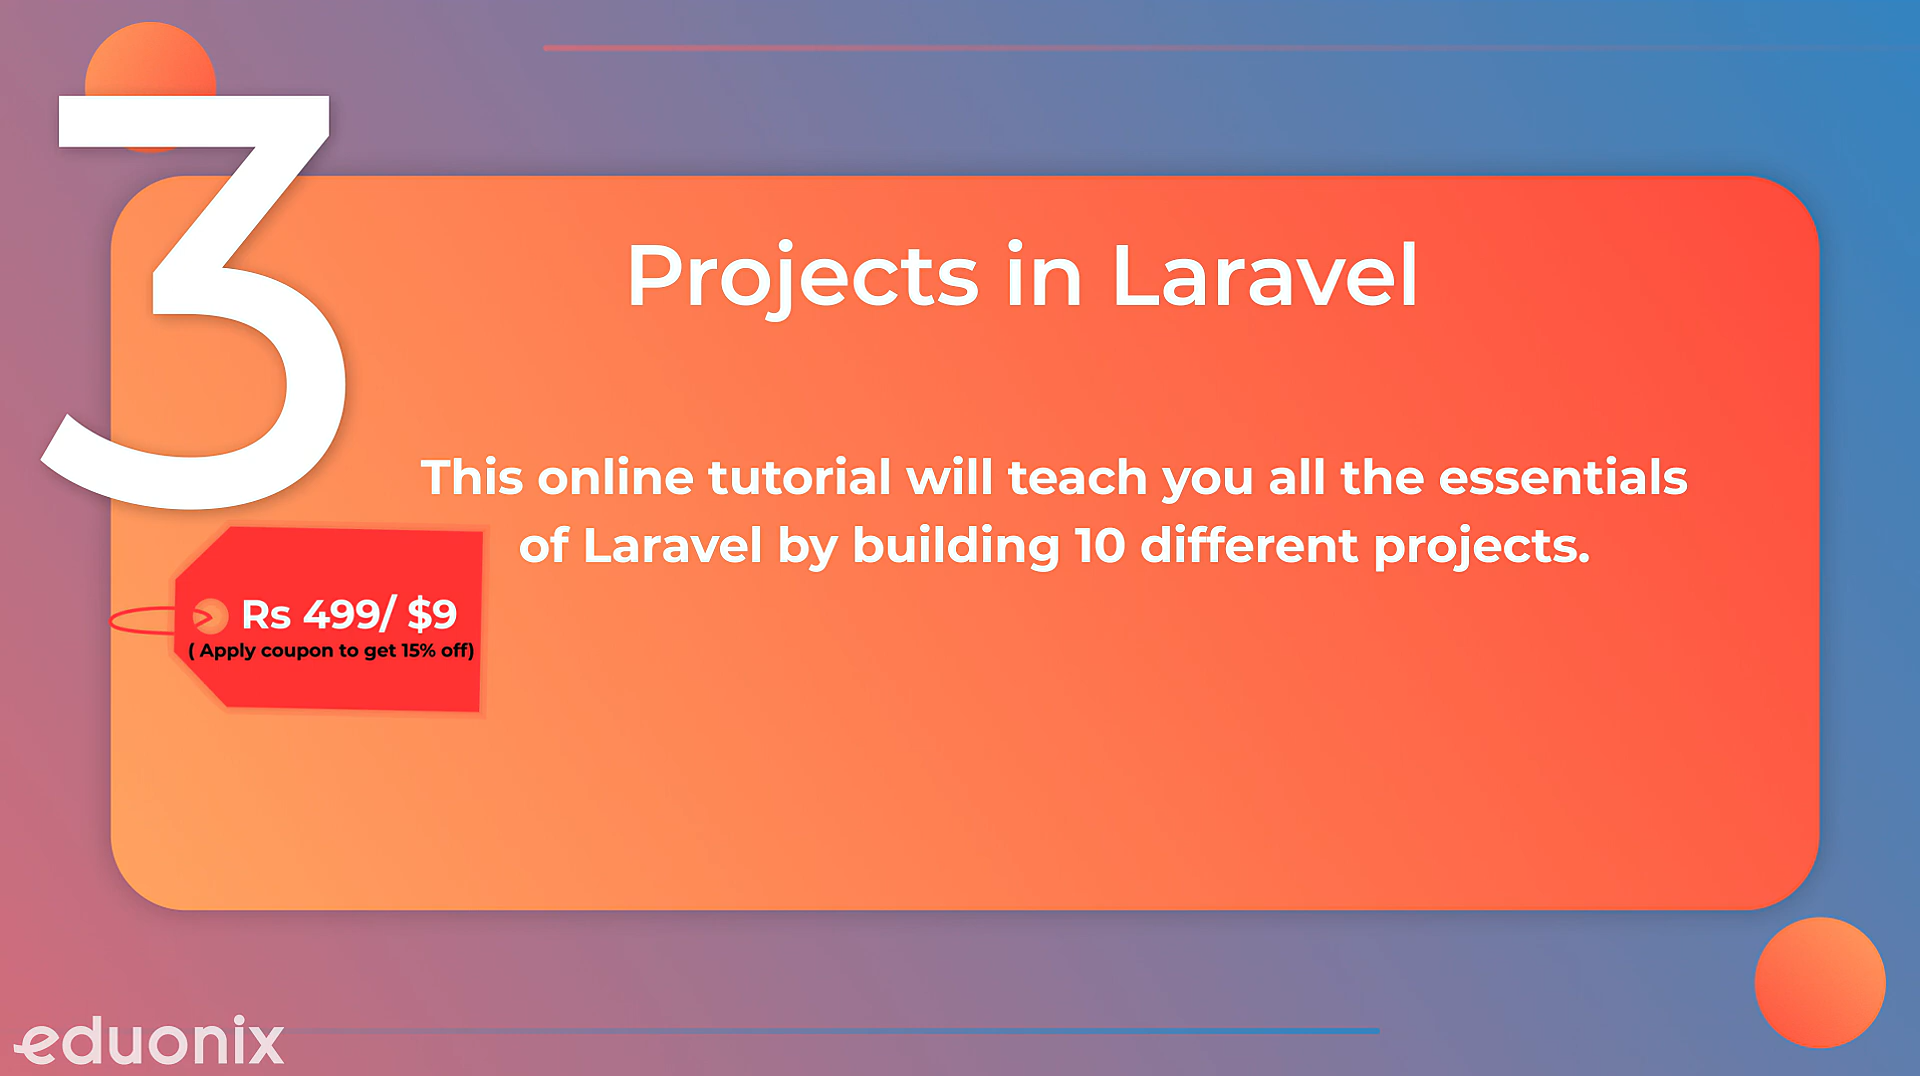 3
Projects in Laravel
This online tutorial will teach you all the essentials
of Laravel by building 10 different projects.
Rs 499/ $9
( Apply coupon to get 15% off)
eduonix